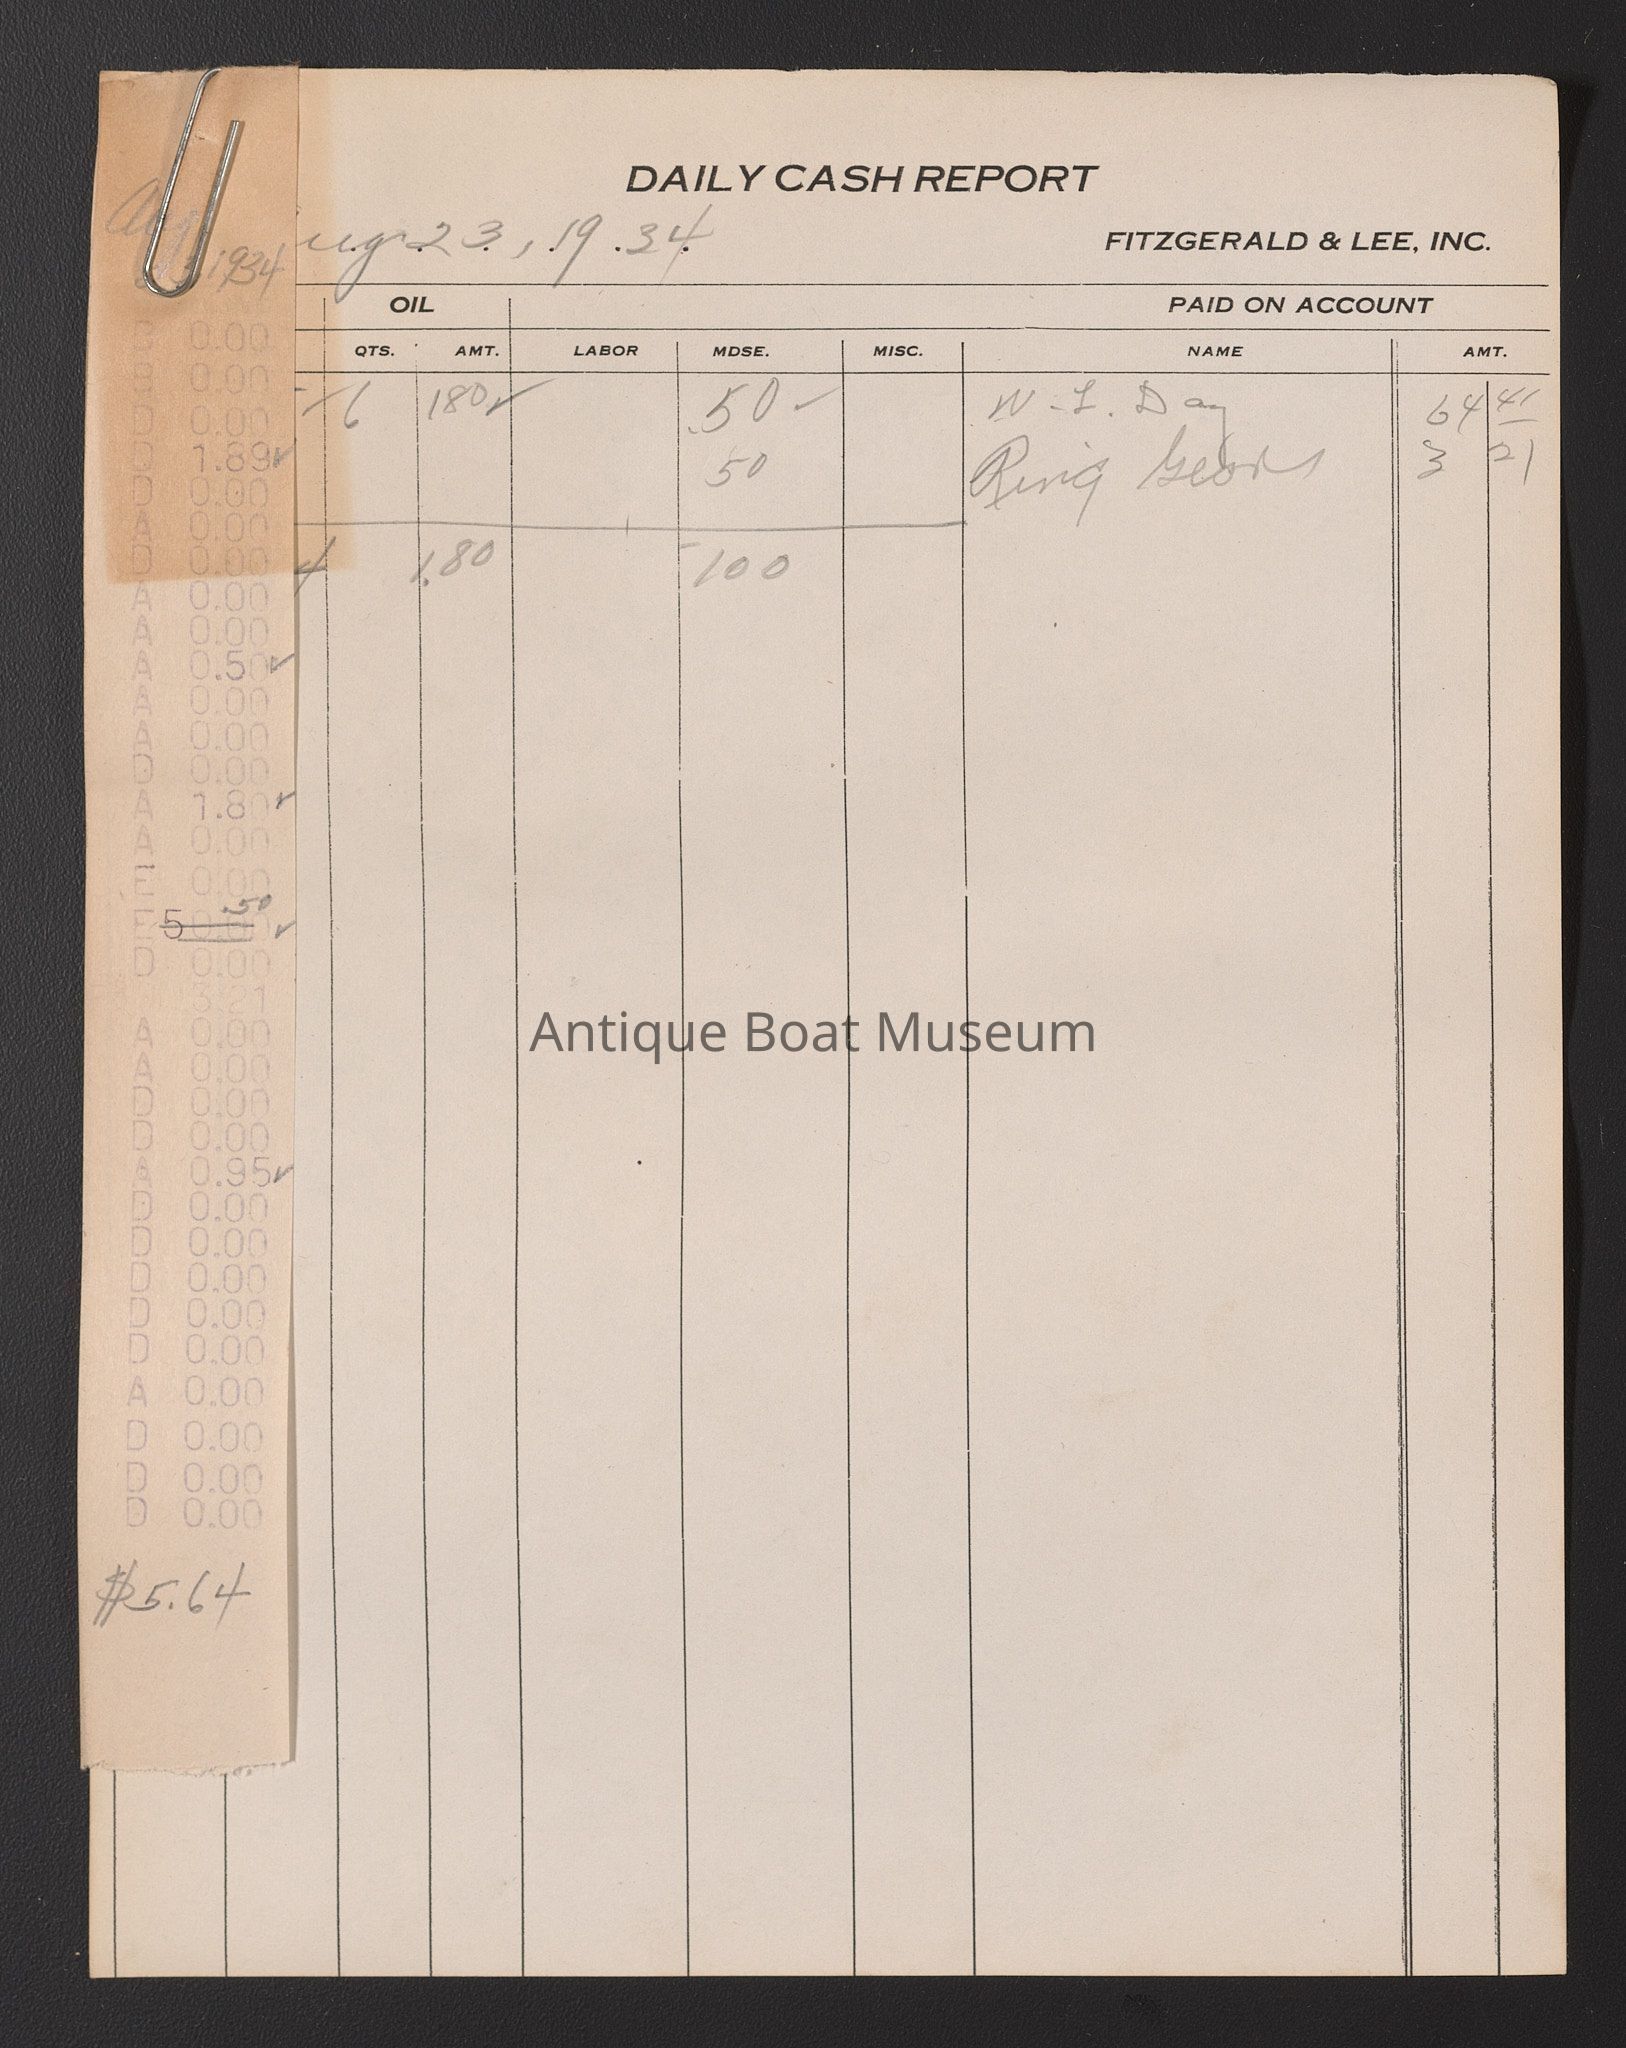 DAILY CASH REPORT
Aug 23, 19 34
FITZGERALD & LEE, INC.
OIL PAID ON ACCOUNT
QTS. AMT. LABOR MDSE. MISC. NAME AMT.
6 180 .50 W. L. Day 64 41
50 3 21
4 1.80 100
Aug
1934
0.00
0.00
D 0.00
D 1.89
D 0.00
A 0.00
D 0.00
A 0.00
A 0.00
A 0.50
A 0.00
A 0.00
D 0.00
A 1.80
A 0.00
E 0.00
.50
E 5 0.00
D 0.00
3.21
A 0.00
A 0.00
D 0.00
D 0.00
A 0.95
D 0.00
D 0.00
D 0.00
D 0.00
D 0.00
A 0.00
D 0.00
D 0.00
D 0.00
$5.64
Antique Boat Museum